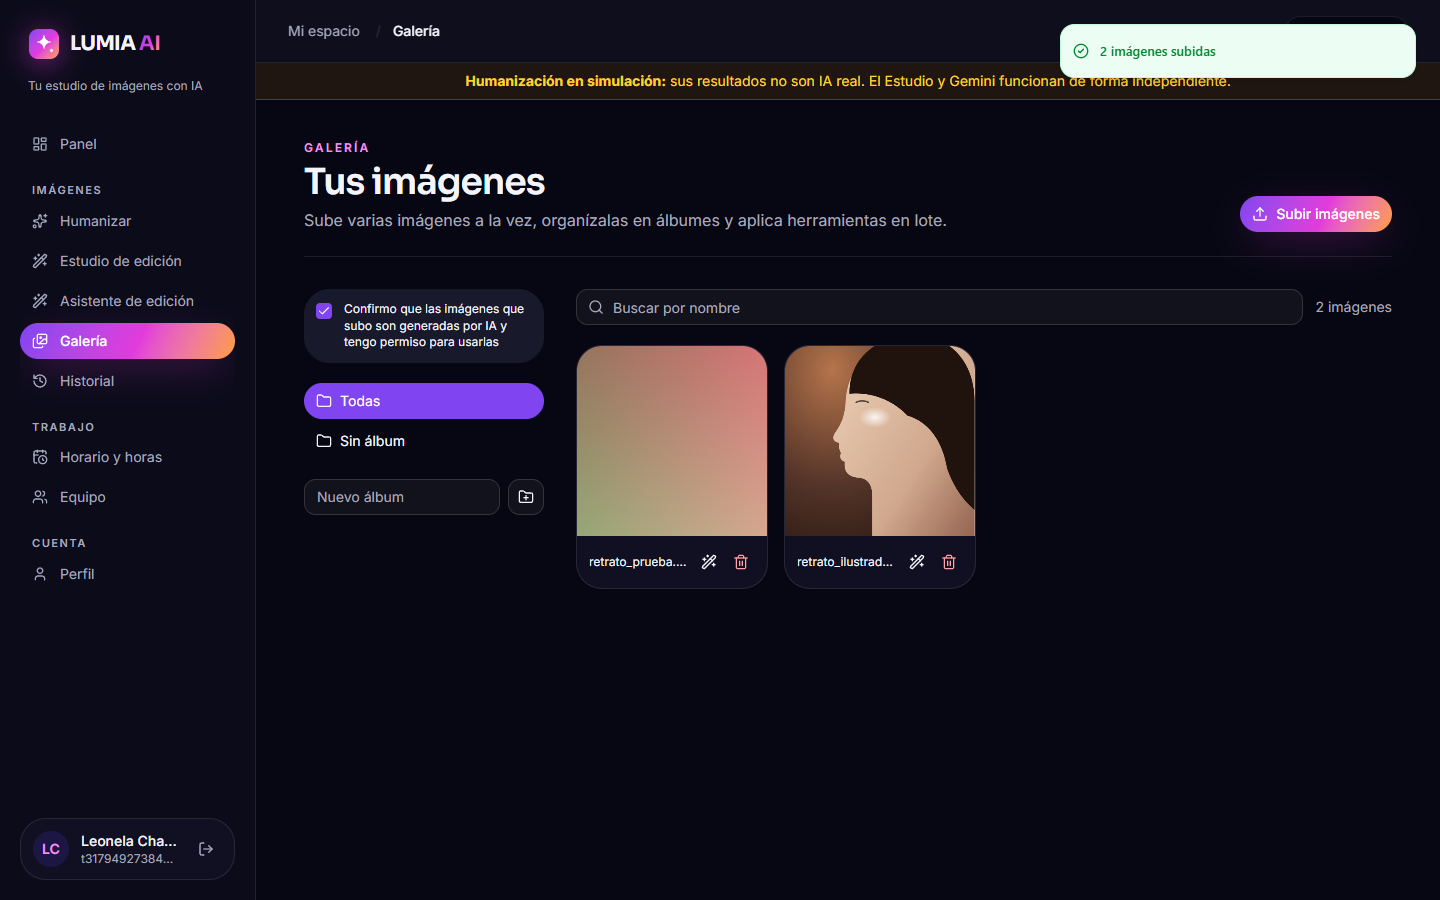 LUMIA AI
Tu estudio de imágenes con IA
Panel
IMÁGENES
Humanizar
Estudio de edición
Asistente de edición
Galería
Historial
TRABAJO
Horario y horas
Equipo
CUENTA
Perfil
LC
Leonela Cha...
t31794927384...
Mi espacio / Galería
2 imágenes subidas
Humanización en simulación: sus resultados no son IA real. El Estudio y Gemini funcionan de forma independiente.
GALERÍA
Tus imágenes
Sube varias imágenes a la vez, organízalas en álbumes y aplica herramientas en lote.
Subir imágenes
Confirmo que las imágenes que
subo son generadas por IA y
tengo permiso para usarlas
Todas
Sin álbum
Nuevo álbum
Buscar por nombre
2 imágenes
retrato_prueba....
retrato_ilustrad...